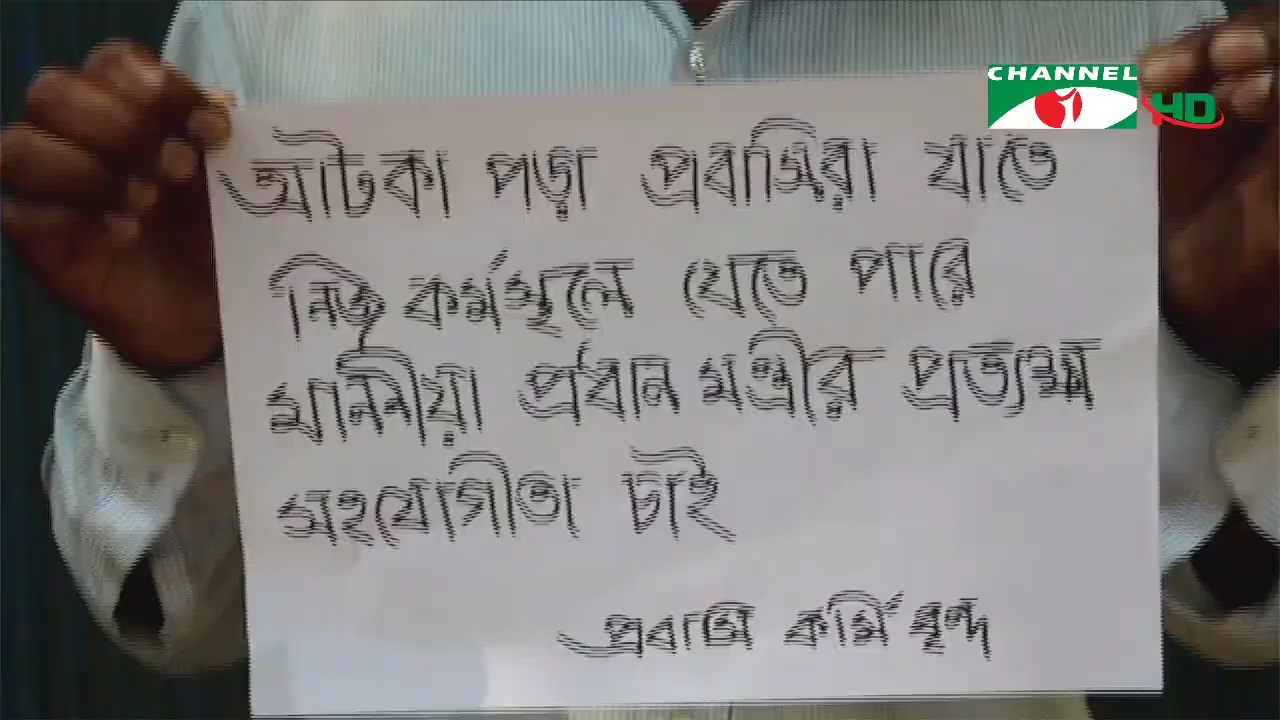 CHANNEL i HD
আটকা পড়া প্রবাসিরা যাতে
নিজ কর্মস্থলে যেতে পারে
মাননীয়া প্রধান মন্ত্রীর প্রত্যক্ষ
সহযোগীতা চাই
প্রবাসি কর্মি বৃন্দ